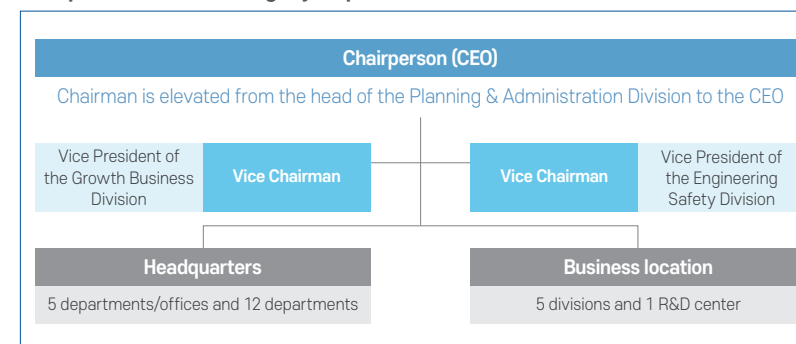 Chairperson (CEO)
Chairman is elevated from the head of the Planning & Administration Division to the CEO
Vice President of
the Growth Business
Division
Vice Chairman
Vice Chairman
Vice President of
the Engineering
Safety Division
Headquarters
5 departments/offices and 12 departments
Business location
5 divisions and 1 R&D center